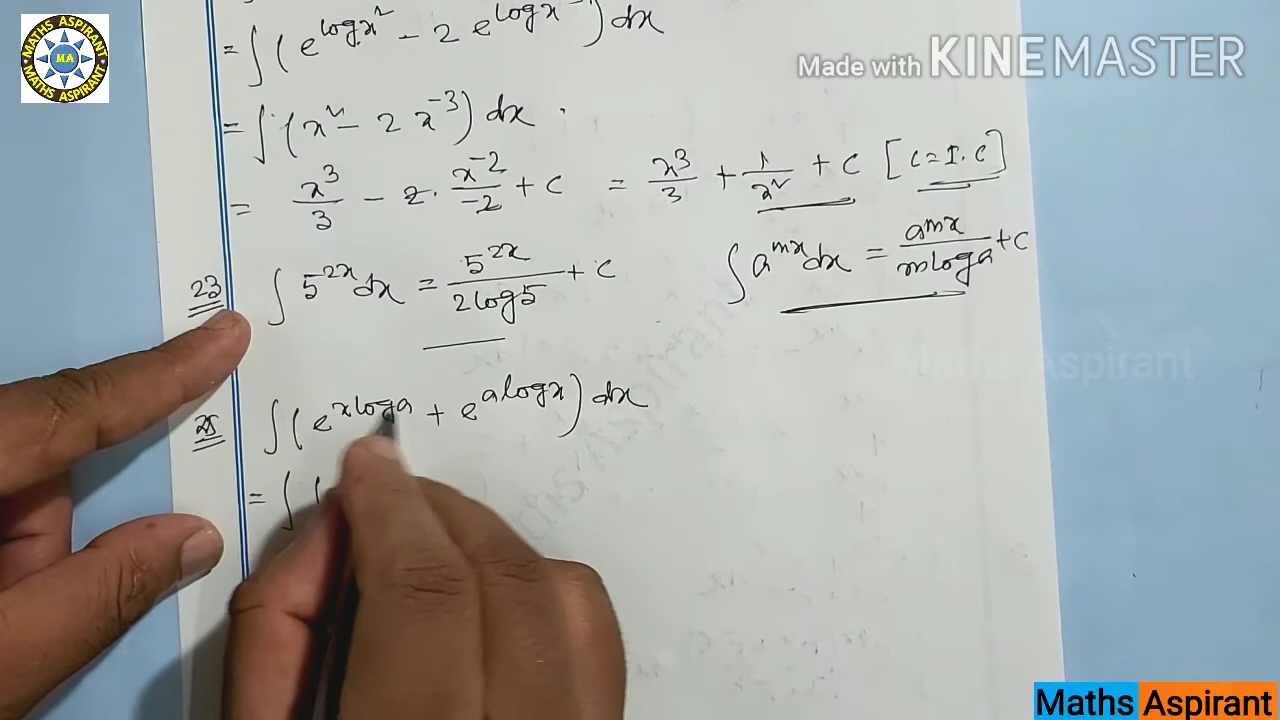 MATHS ASPIRANT
MA
MATHS ASPIRANT
Made with KINEMASTER
= ∫(e^{log x²} − 2 e^{log x^{-}}) dx
= ∫(x² − 2 x^{-3}) dx .
= x³/3 − 2 · x^{-2}/-2 + c = x³/3 + 1/x² + c [c = I.C]
23 ∫ 5^{2x} dx = 5^{2x}/2 log 5 + c
∫ a^{mx} dx = a^{mx}/m log a + c
Maths Aspirant
∫(e^{x log a} + e^{a log x}) dx
= ∫(
Maths Aspirant